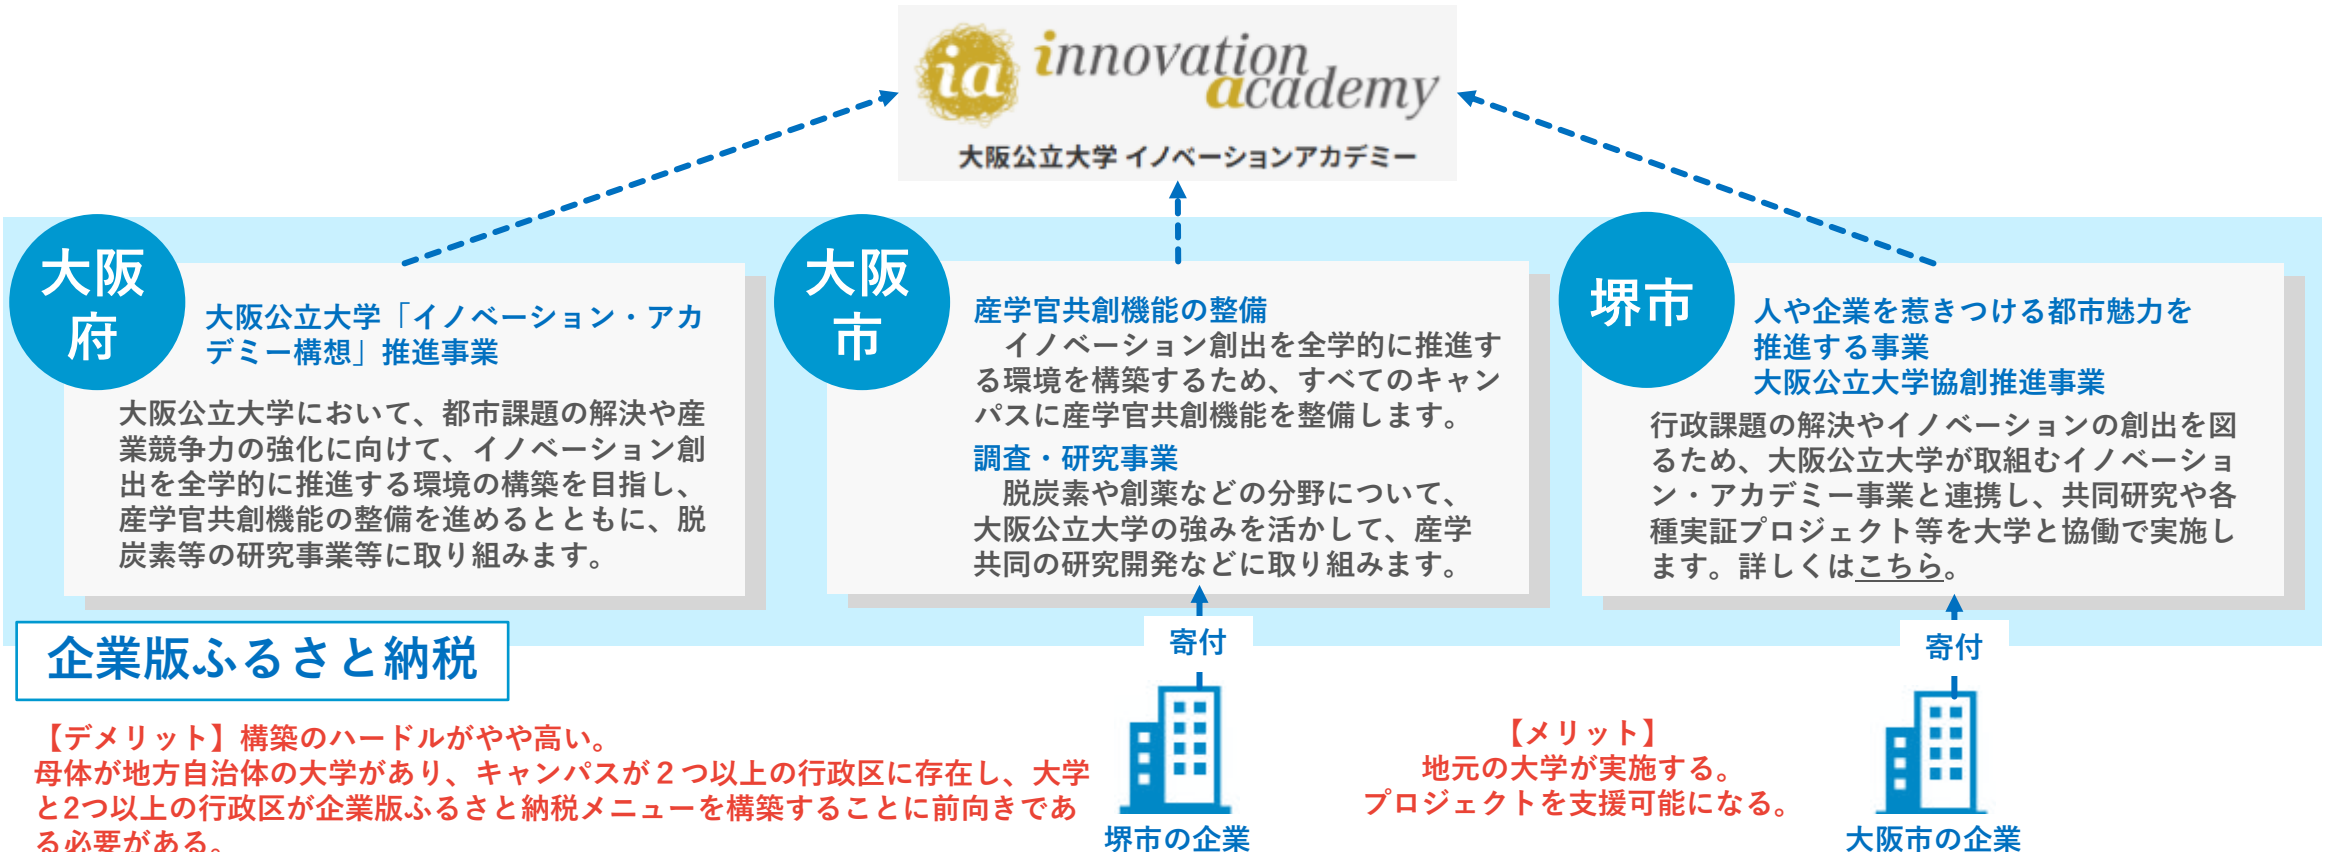 ia innovation academy
大阪公立大学 イノベーションアカデミー
大阪
府
大阪公立大学「イノベーション・アカ
デミー構想」推進事業
大阪公立大学において、都市課題の解決や産
業競争力の強化に向けて、イノベーション創
出を全学的に推進する環境の構築を目指し、
産学官共創機能の整備を進めるとともに、脱
炭素等の研究事業等に取り組みます。
大阪
市
産学官共創機能の整備
イノベーション創出を全学的に推進す
る環境を構築するため、すべてのキャン
パスに産学官共創機能を整備します。
調査・研究事業
脱炭素や創薬などの分野について、
大阪公立大学の強みを活かして、産学
共同の研究開発などに取り組みます。
堺市
人や企業を惹きつける都市魅力を
推進する事業
大阪公立大学協創推進事業
行政課題の解決やイノベーションの創出を図
るため、大阪公立大学が取組むイノベーショ
ン・アカデミー事業と連携し、共同研究や各
種実証プロジェクト等を大学と協働で実施し
ます。詳しくはこちら。
企業版ふるさと納税
寄付
寄付
【デメリット】構築のハードルがやや高い。
母体が地方自治体の大学があり、キャンパスが２つ以上の行政区に存在し、大学
と2つ以上の行政区が企業版ふるさと納税メニューを構築することに前向きであ
る必要がある。
堺市の企業
【メリット】
地元の大学が実施する。
プロジェクトを支援可能になる。
大阪市の企業